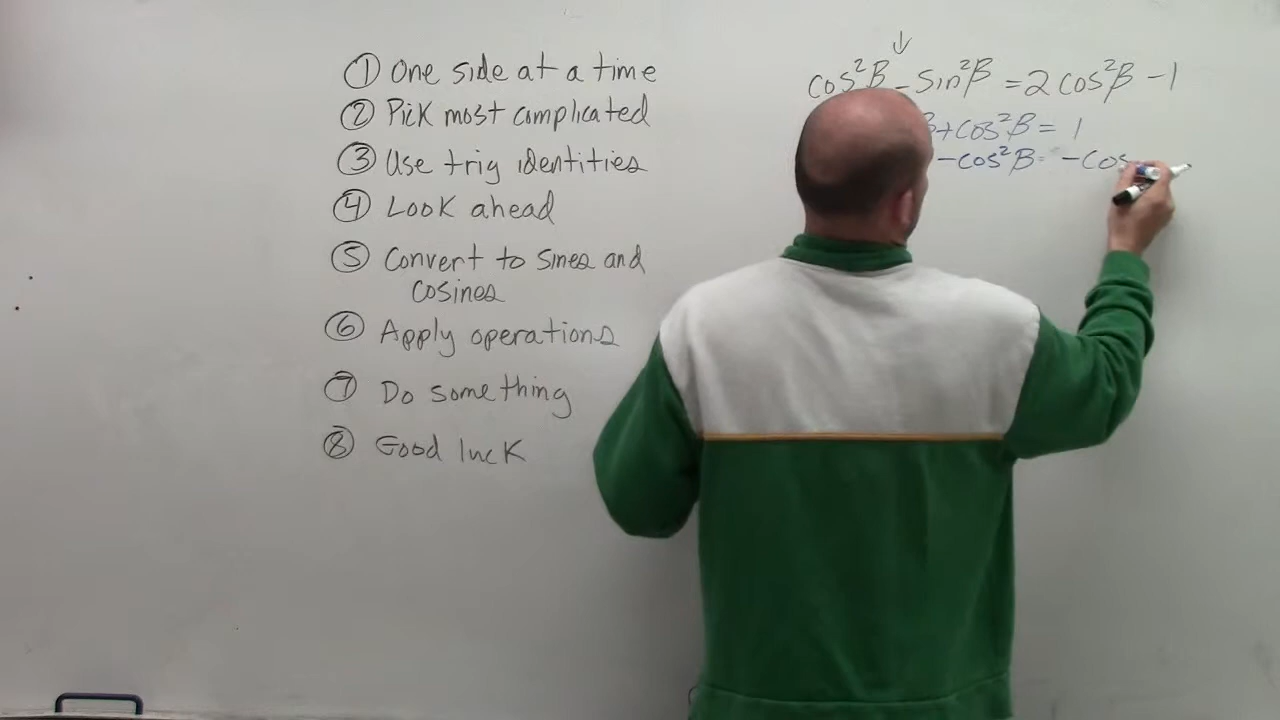 ① One side at a time
② Pick most complicated
③ Use trig identities
④ Look ahead
⑤ Convert to sines and
cosines
⑥ Apply operations
⑦ Do something
⑧ Good luck
↓
cos²β - sin²β = 2 cos²β - 1
β + cos²β = 1
- cos²β = - cos